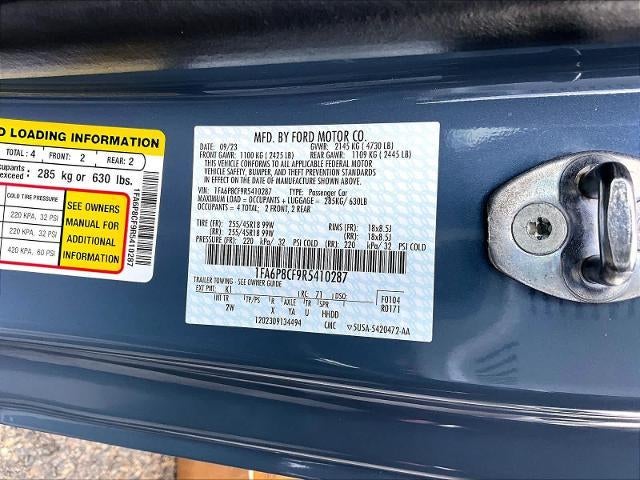 D LOADING INFORMATION
TOTAL: 4 FRONT: 2 REAR: 2
cupants
exceed : 285 kg or 630 lbs.
COLD TIRE PRESSURE
220 KPA, 32 PSI
220 KPA, 32 PSI
420 KPA, 60 PSI
SEE OWNERS
MANUAL FOR
ADDITIONAL
INFORMATION
1FA6P8CF9R5410287
MFD. BY FORD MOTOR CO.
DATE: 09/23 GVWR: 2145 KG ( 4730 LB)
FRONT GAWR: 1100 KG ( 2425 LB) REAR GAWR: 1109 KG ( 2445 LB)
THIS VEHICLE CONFORMS TO ALL APPLICABLE FEDERAL MOTOR
VEHICLE SAFETY, BUMPER, AND THEFT PREVENTION STANDARDS IN
EFFECT ON THE DATE OF MANUFACTURE SHOWN ABOVE.
VIN: 1FA6P8CF9R5410287 TYPE: Passenger Car
MAXIMUM LOAD = OCCUPANTS + LUGGAGE = 285KG/ 630LB
OCCUPANTS = 4 TOTAL; 2 FRONT, 2 REAR
TIRE (FR): 255/45R18 99W RIMS (FR): 18x8.5J
(RR): 255/45R18 99W (RR): 18x8.5J
PRESSURE (FR): 220 kPa/ 32 PSI COLD (RR): 220 kPa/ 32 PSI COLD
1FA6P8CF9R5410287
TRAILER TOWING - SEE OWNER GUIDE
EXT PNT: K1 RC: 71 DSO: F0104
INT TR TP/PS R AXLE TR SPR R0171
2W X YA U HHDD
1202309134494 CMC ▽5USA-5420472-AA